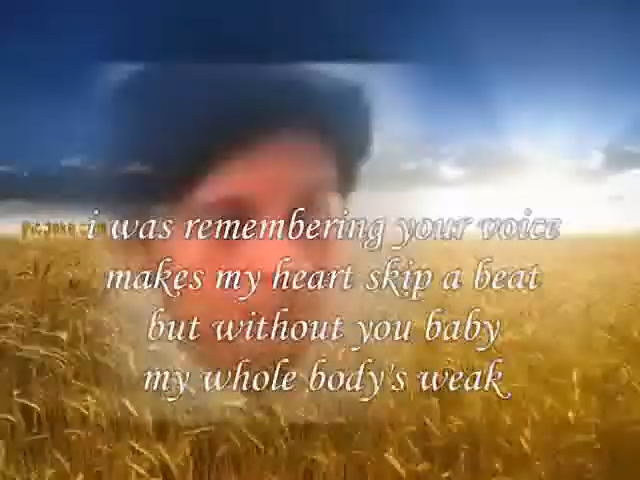 i was remembering your voice
makes my heart skip a beat
but without you baby
my whole body's weak